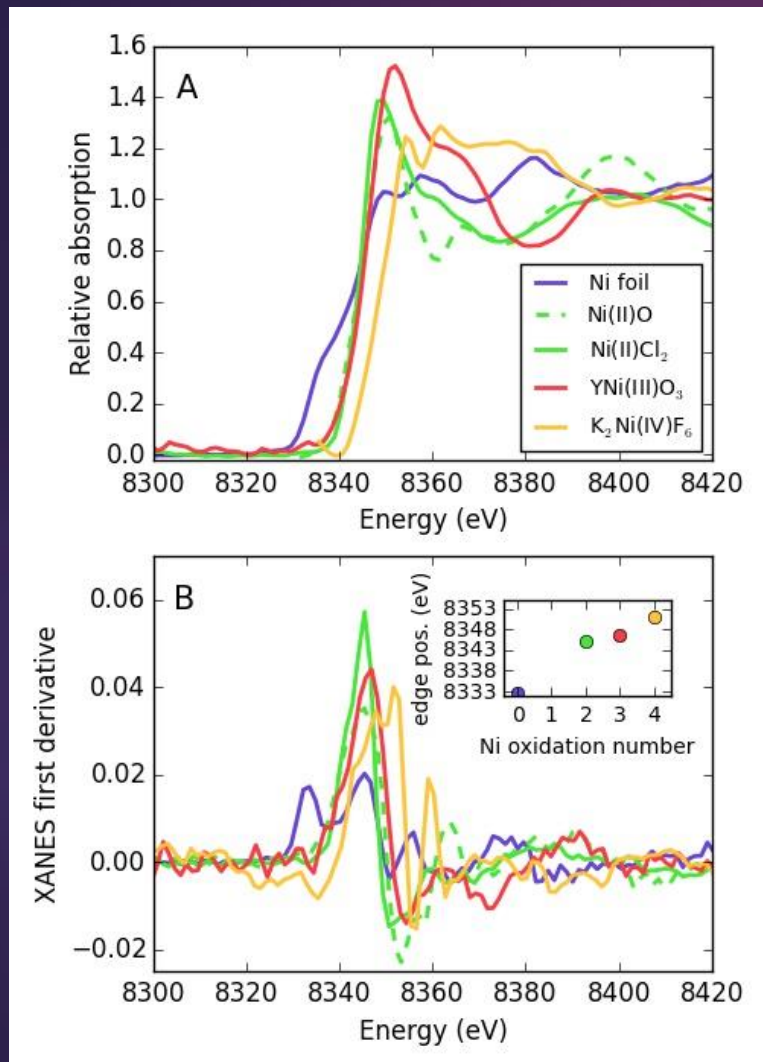 A
Relative absorption
1.6
1.4
1.2
1.0
0.8
0.6
0.4
0.2
0.0
Ni foil
Ni(II)O
Ni(II)Cl₂
YNi(III)O₃
K₂Ni(IV)F₆
8300 8320 8340 8360 8380 8400 8420
Energy (eV)
B
XANES first derivative
0.06
0.04
0.02
0.00
−0.02
edge pos. (eV)
8353
8348
8343
8338
8333
0 1 2 3 4
Ni oxidation number
8300 8320 8340 8360 8380 8400 8420
Energy (eV)